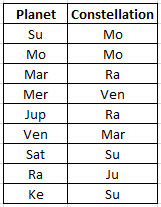 Planet Constellation
Su Mo
Mo Mo
Mar Ra
Mer Ven
Jup Ra
Ven Mar
Sat Su
Ra Ju
Ke Su